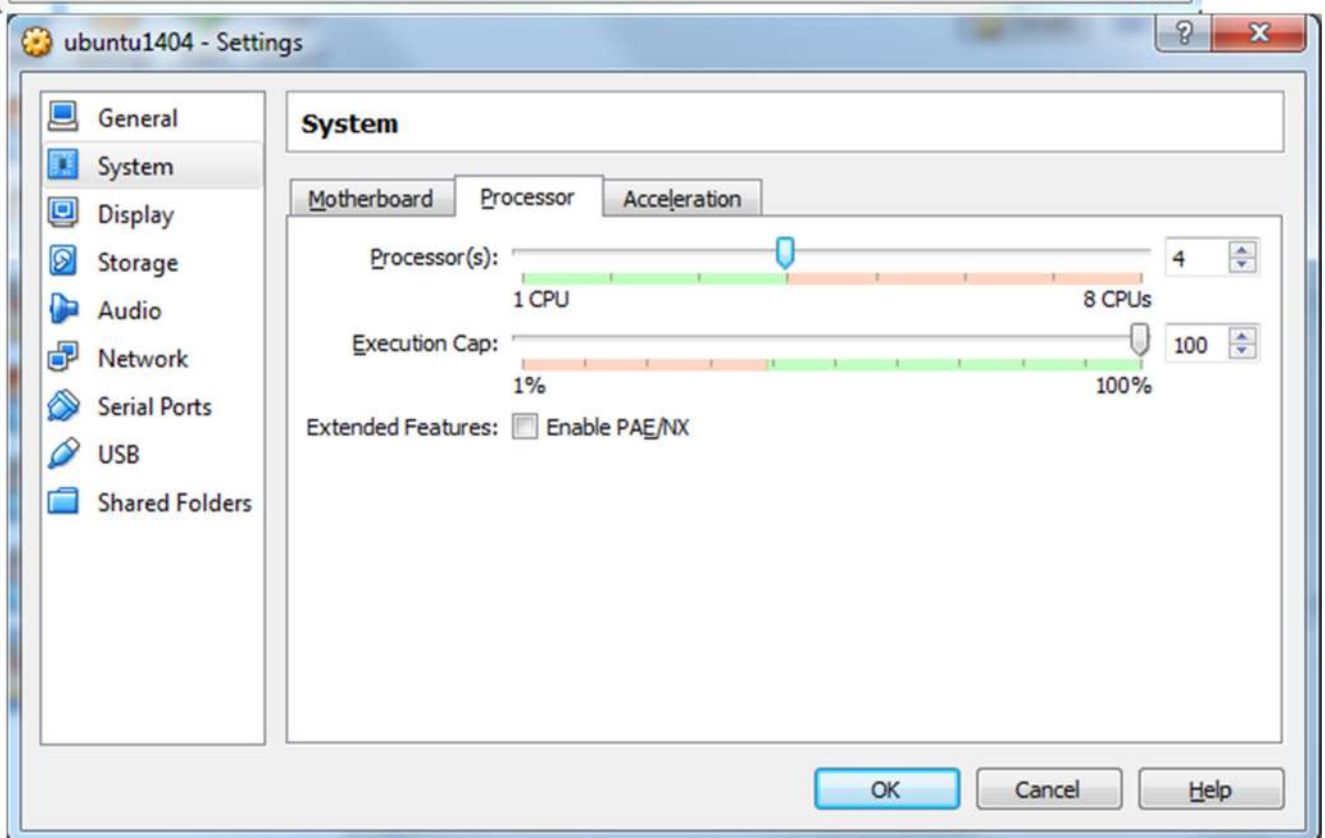 ubuntu1404 - Settings
?
X
General
System
Display
Storage
Audio
Network
Serial Ports
USB
Shared Folders
System
Motherboard Processor Acceleration
Processor(s): 4
1 CPU 8 CPUs
Execution Cap: 100
1% 100%
Extended Features: Enable PAE/NX
OK Cancel Help